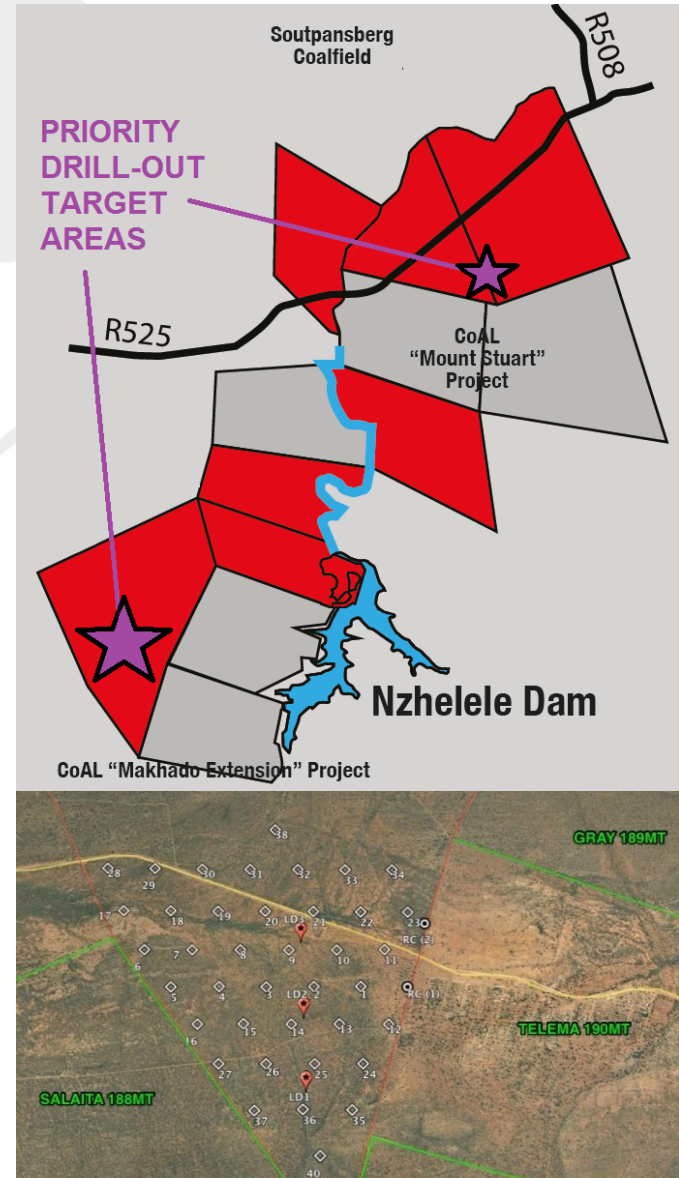 Soutpansberg
Coalfield
R508
PRIORITY
DRILL-OUT
TARGET
AREAS
R525
CoAL
“Mount Stuart”
Project
Nzhelele Dam
CoAL “Makhado Extension” Project
38
GRAY 189MT
28 29 30 31 32 33 34
17 18 19 20 LD3 21 22 23
RC (2)
6 7 8 9 10 11
5 4 3 LD2 2 1 RC (1)
16 15 14 13 12
TELEMA 190MT
27 26 25 24
SALAITA 188MT
LD1
37 36 35
40